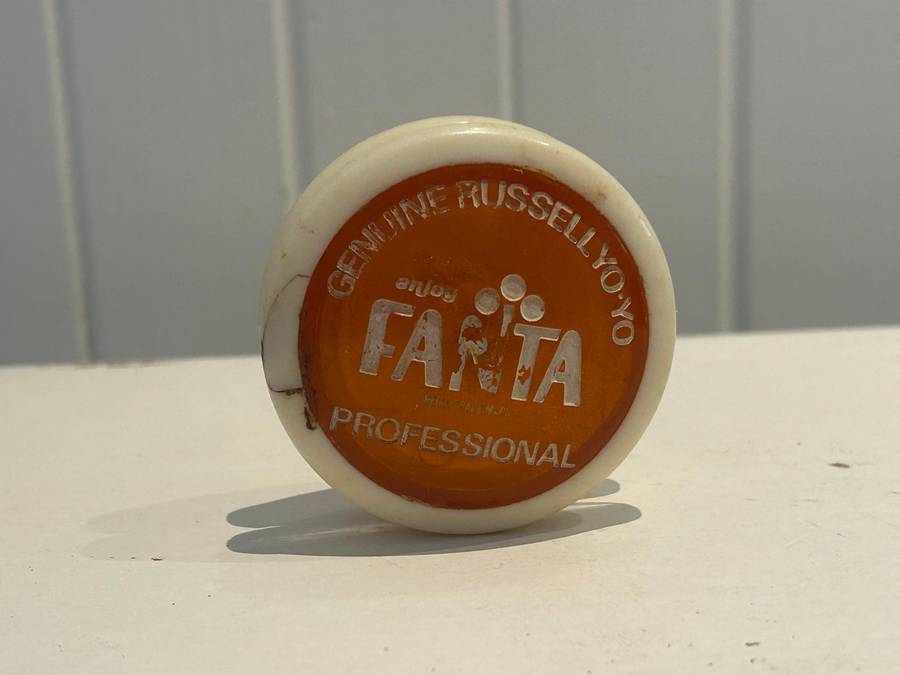 GENUINE RUSSELL YO-YO
enjoy
FANTA
PROFESSIONAL